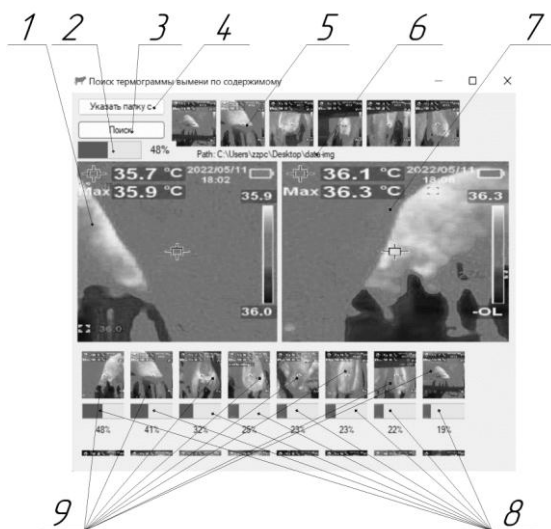 1 2 3 4 5 6 7
Поиск термограммы вымени по содержимому
Указать папку с
Поиск
48%
Path: C:\Users\zzpc\Desktop\data-img
35.7 °C 2022/05/11
18:02
Max 35.9 °C
35.9
36.0
36.0
36.1 °C 2022/05/11
Max 36.3 °C
36.3
-OL
48% 41% 32% 25% 23% 23% 22% 19%
9 8